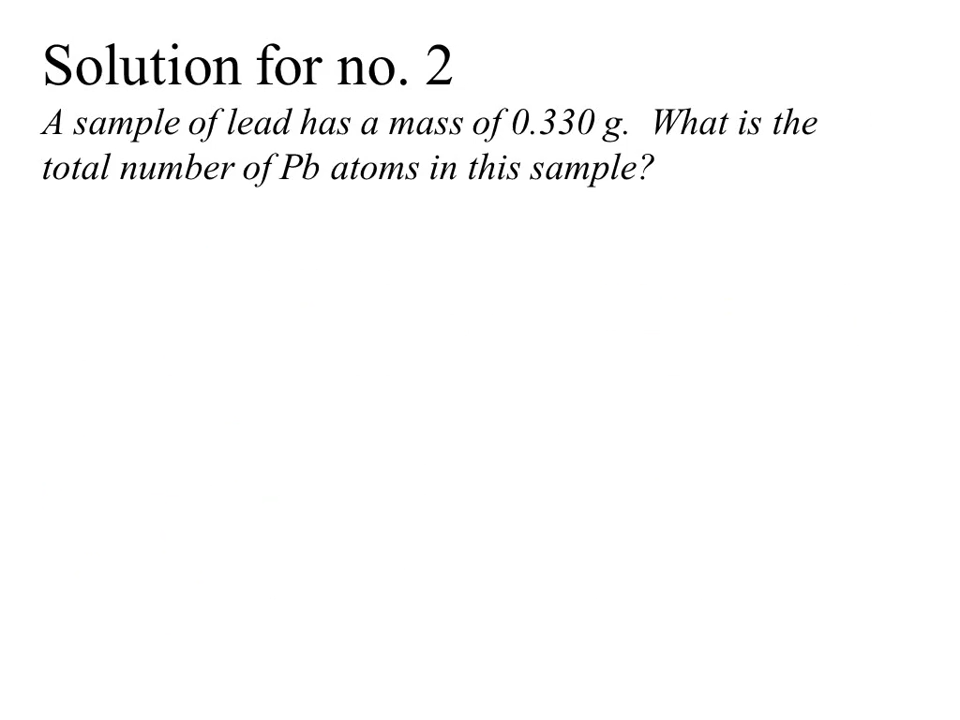 Solution for no. 2
A sample of lead has a mass of 0.330 g.  What is the
total number of Pb atoms in this sample?